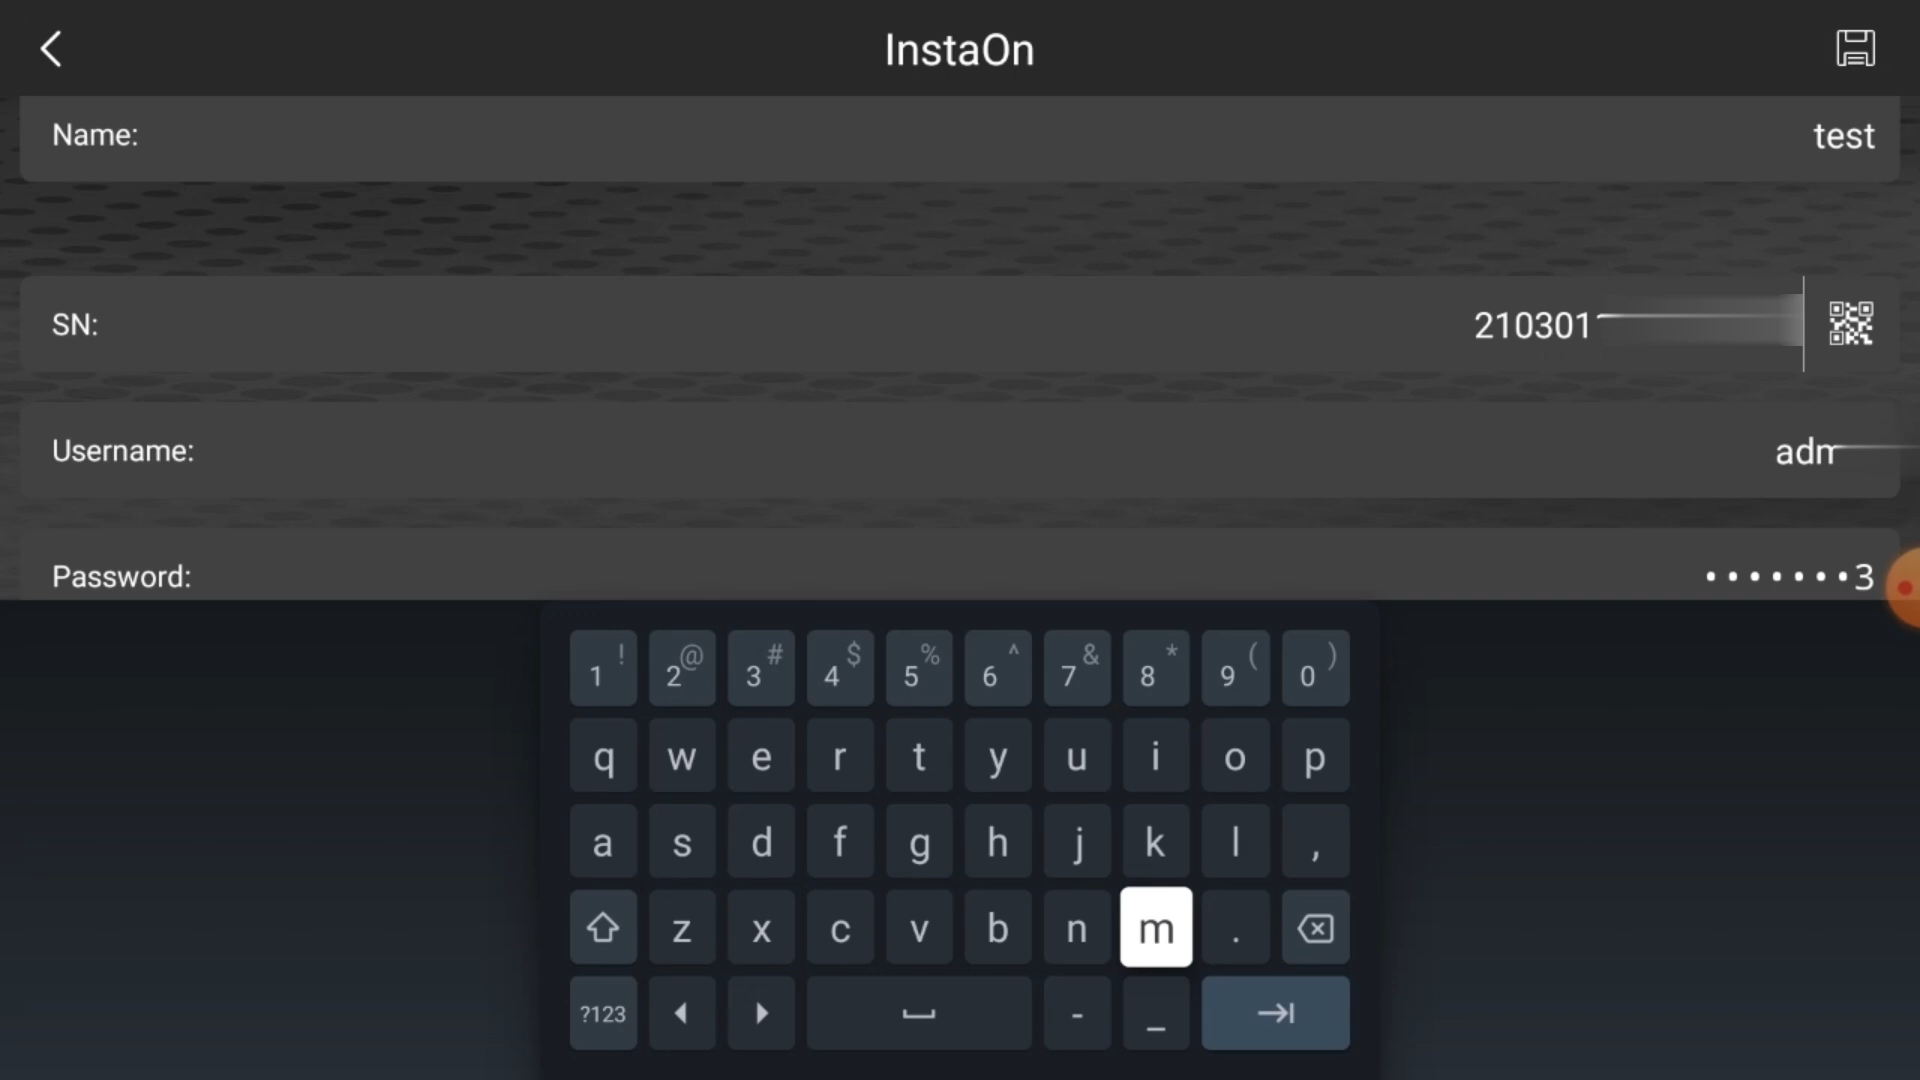 InstaOn
Name: test
SN: 210301
Username:
Password: •••••••3
1 ! 2 @ 3 # 4 $ 5 % 6 ^ 7 & 8 * 9 ( 0 )
q w e r t y u i o p
a s d f g h j k l ,
z x c v b n m .
?123 - _